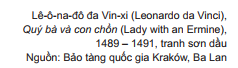 Lê-ô-na-đô đa Vin-xi (Leonardo da Vinci),
Quý bà và con chồn (Lady with an Ermine),
1489 – 1491, tranh sơn dầu
Nguồn: Bảo tàng quốc gia Kraków, Ba Lan